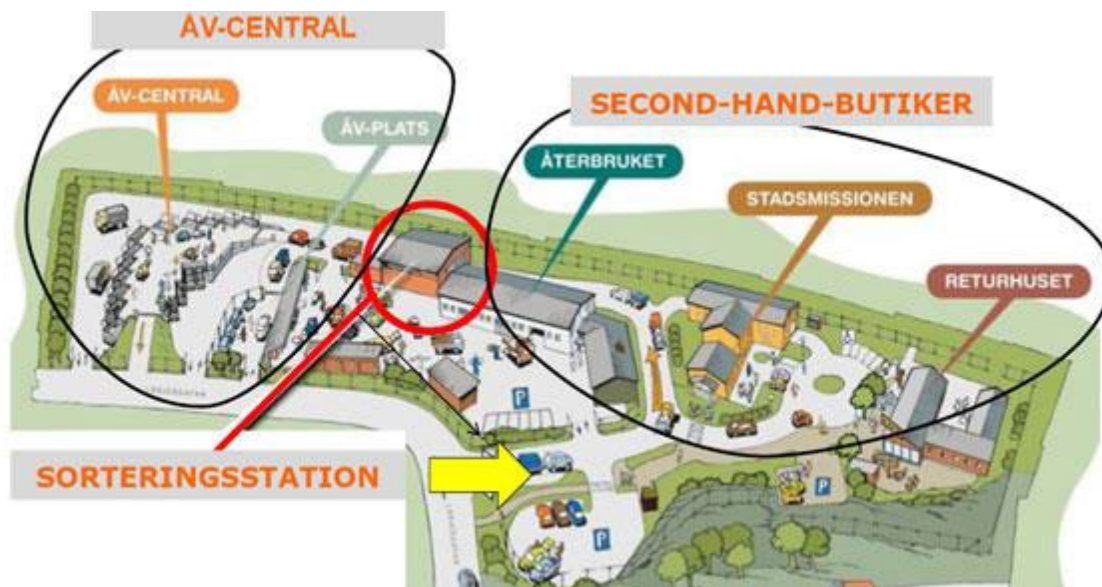 ÅV-CENTRAL
ÅV-CENTRAL
ÅV-PLATS
SECOND-HAND-BUTIKER
ÅTERBRUKET
STADSMISSIONEN
RETURHUSET
P
SORTERINGSSTATION
P
P